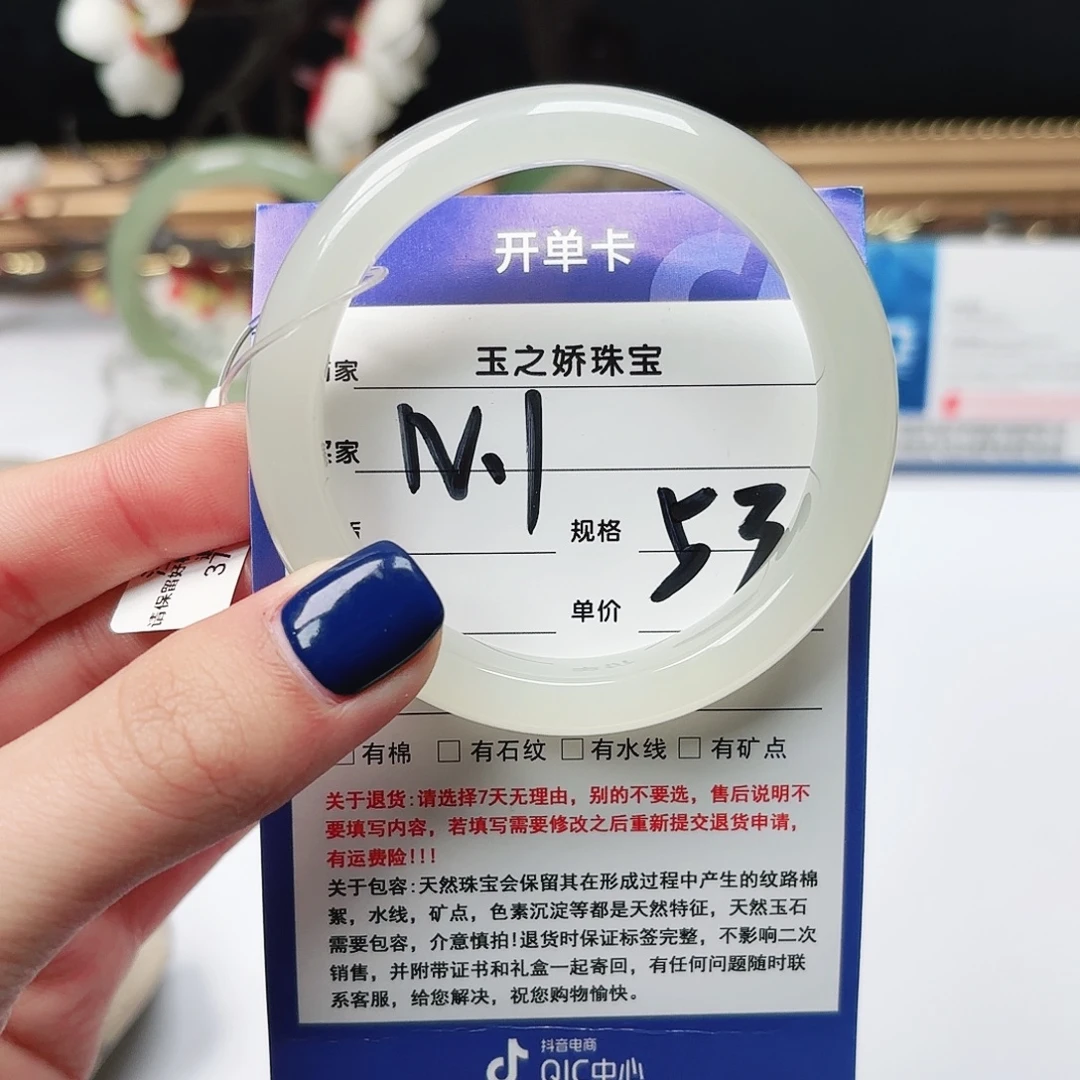 开单卡
家 玉之娇珠宝
家 N.1
规格 53
单价
有棉 □ 有石纹 □ 有水线 □ 有矿点
关于退货:请选择7天无理由，别的不要选，售后说明不
要填写内容，若填写需要修改之后重新提交退货申请，
有运费险!!!
关于包容:天然珠宝会保留其在形成过程中产生的纹路棉
絮，水线，矿点，色素沉淀等都是天然特征，天然玉石
需要包容，介意慎拍!退货时保证标签完整，不影响二次
销售，并附带证书和礼盒一起寄回，有任何问题随时联
系客服，给您解决，祝您购物愉快。
抖音电商
QIC中心
请保留好
37